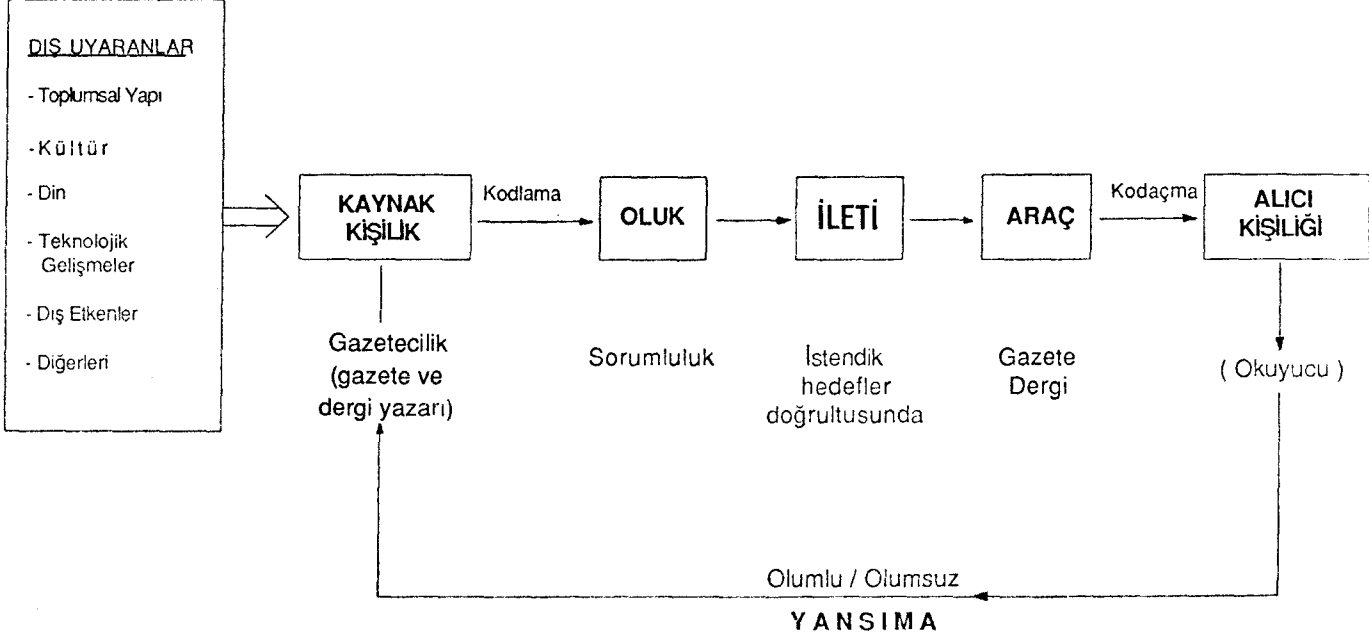 DIŞ UYARANLAR
- Toplumsal Yapı
- Kültür
- Din
- Teknolojik
Gelişmeler
- Dış Etkenler
- Diğerleri
KAYNAK
KİŞİLİK
Kodlama
OLUK
İLETİ
ARAÇ
Kodaçma
ALICI
KİŞİLİĞİ
Gazetecilik
(gazete ve
dergi yazarı)
Sorumluluk
İstendik
hedefler
doğrultusunda
Gazete
Dergi
( Okuyucu )
Olumlu / Olumsuz
YANSIMA